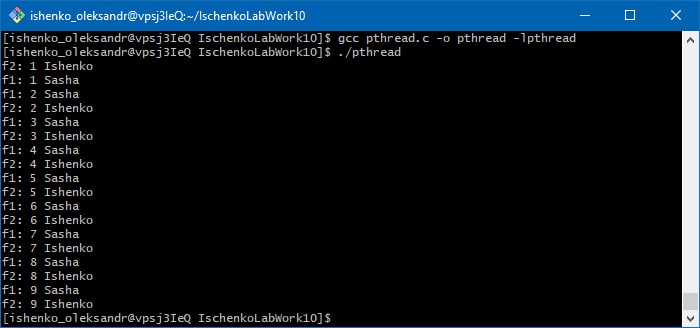 ishenko_oleksandr@vpsj3IeQ:~/IschenkoLabWork10
[ishenko_oleksandr@vpsj3IeQ IschenkoLabWork10]$ gcc pthread.c -o pthread -lpthread
[ishenko_oleksandr@vpsj3IeQ IschenkoLabWork10]$ ./pthread
f2: 1 Ishenko
f1: 1 Sasha
f1: 2 Sasha
f2: 2 Ishenko
f1: 3 Sasha
f2: 3 Ishenko
f1: 4 Sasha
f2: 4 Ishenko
f1: 5 Sasha
f2: 5 Ishenko
f1: 6 Sasha
f2: 6 Ishenko
f1: 7 Sasha
f2: 7 Ishenko
f1: 8 Sasha
f2: 8 Ishenko
f1: 9 Sasha
f2: 9 Ishenko
[ishenko_oleksandr@vpsj3IeQ IschenkoLabWork10]$